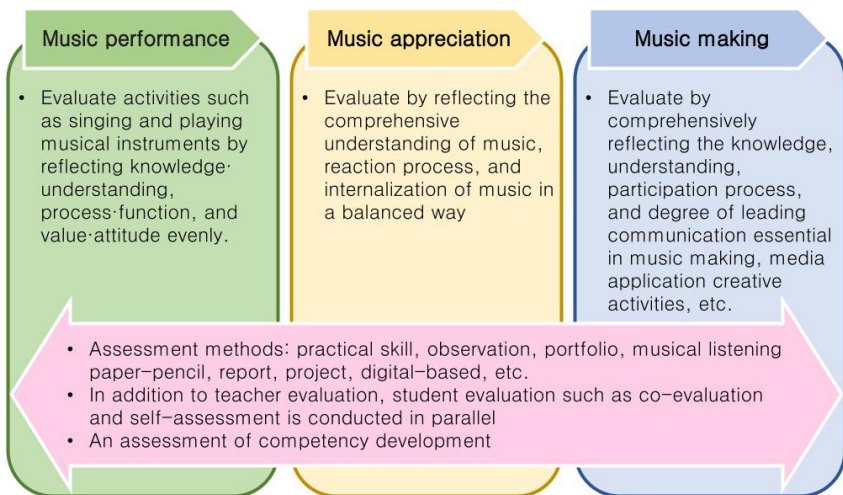 Music performance
• Evaluate activities such
as singing and playing
musical instruments by
reflecting knowledge·
understanding,
process·function, and
value·attitude evenly.
Music appreciation
• Evaluate by reflecting the
comprehensive
understanding of music,
reaction process, and
internalization of music in
a balanced way
Music making
• Evaluate by
comprehensively
reflecting the knowledge,
understanding,
participation process,
and degree of leading
communication essential
in music making, media
application creative
activities, etc.
• Assessment methods: practical skill, observation, portfolio, musical listening
paper-pencil, report, project, digital-based, etc.
• In addition to teacher evaluation, student evaluation such as co-evaluation
and self-assessment is conducted in parallel
• An assessment of competency development